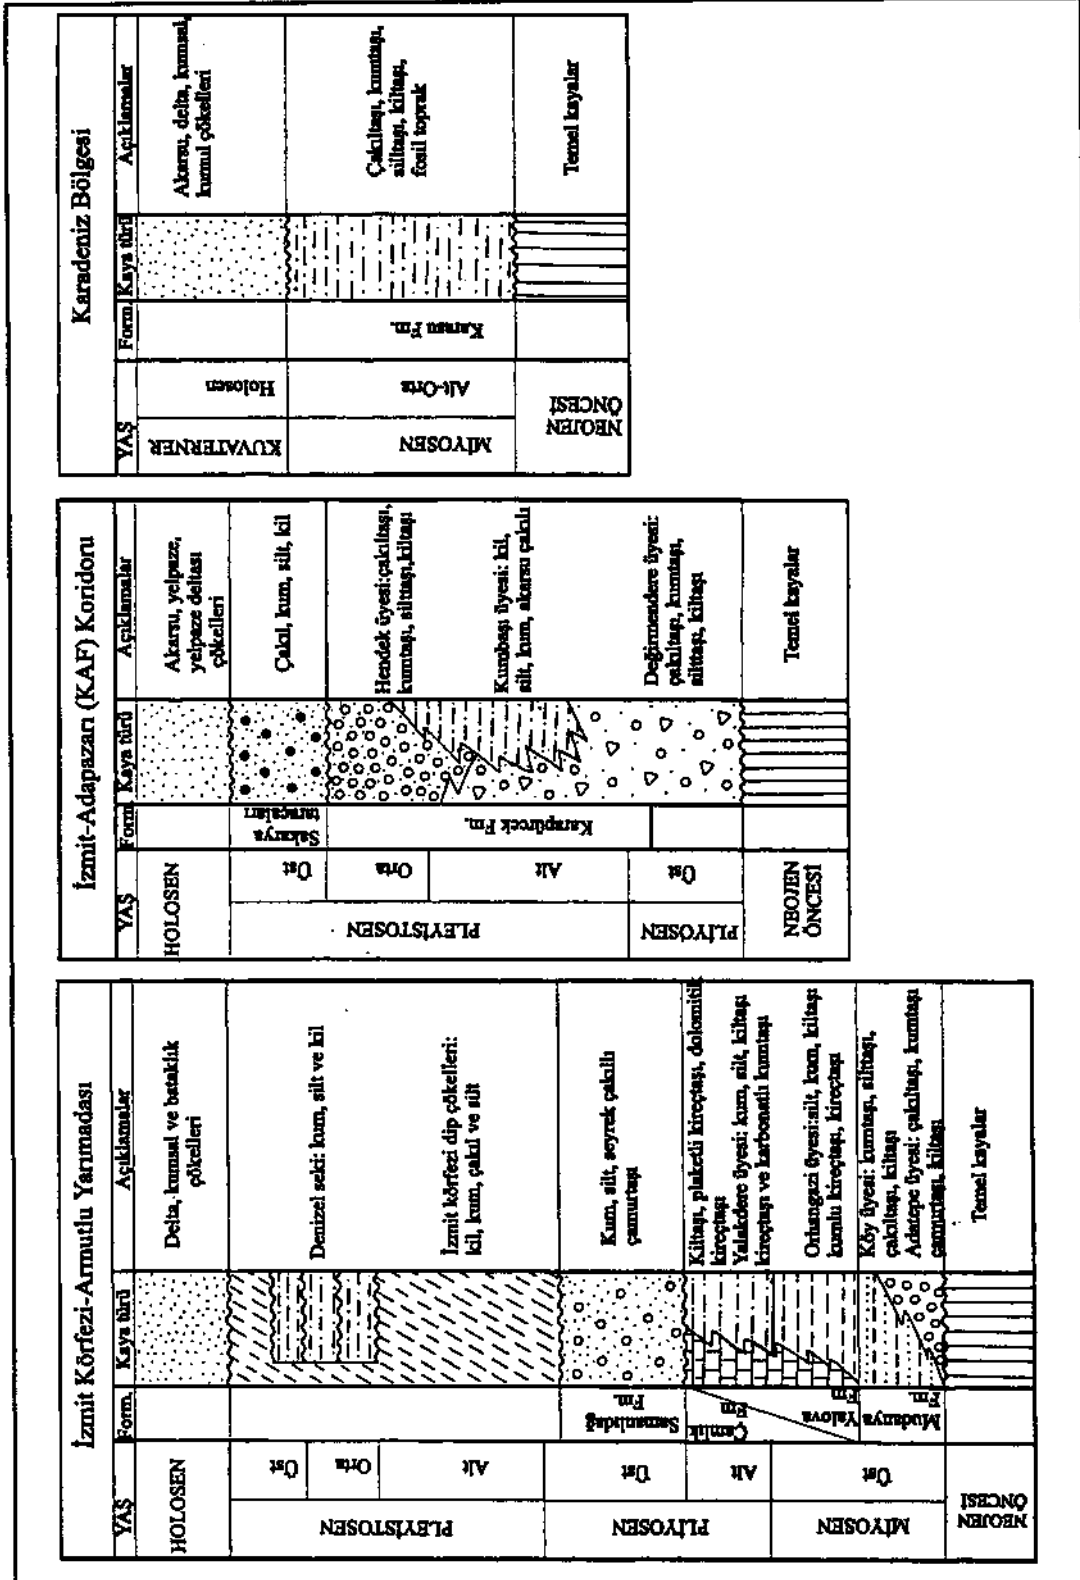 İzmit Körfezi-Armutlu Yarımadası
YAŞ
Form.
Kaya türü
Açıklamalar
HOLOSEN
Delta, kumsal ve bataklık
çökelleri
PLEYİSTOSEN
Üst
Orta
Alt
Denizel seki: kum, silt ve kil
İzmit körfezi dip çökelleri:
kil, kum, çakıl ve silt
PLİYOSEN
Üst
Samanlıdağ
Fm.
Kum, silt, seyrek çakıllı
çamurtaşı
Alt
Çamlık
Fm
Kiltaşı, plaketli kireçtaşı, dolomitik
kireçtaşı
Yalakdere üyesi: kum, silt, kiltaşı
kireçtaşı ve karbonatlı kumtaşı
MİYOSEN
Üst
Yalova
Fm
Orhangazi üyesi:silt, kum, kiltaşı
kumlu kireçtaşı, kireçtaşı
Mudanya
Fm.
Köy üyesi: kumtaşı, silttaşı,
çakıltaşı, kiltaşı
Adatepe üyesi: çakıltaşı, kumtaşı
çamurtaşı, kiltaşı
NEOJEN
ÖNCESİ
Temel kayalar
İzmit-Adapazarı (KAF) Koridoru
YAŞ
Form.
Kaya türü
Açıklamalar
HOLOSEN
Akarsu, yelpaze,
yelpaze deltası
çökelleri
PLEYİSTOSEN
Üst
Sakarya
taraçaları
Çakıl, kum, silt, kil
Orta
Alt
Karapürçek Fm.
Hendek üyesi:çakıltaşı,
kumtaşı, silttaşı,kiltaşı
Kumbaşı üyesi: kil,
silt, kum, akarsu çakılı
PLİYOSEN
Üst
Değirmendere üyesi:
çakıltaşı, kumtaşı,
silttaşı, kiltaşı
NEOJEN
ÖNCESİ
Temel kayalar
Karadeniz Bölgesi
YAŞ
Form.
Kaya türü
Açıklamalar
KUVATERNER
Holosen
Akarsu, delta, kumsal,
kumul çökelleri
MİYOSEN
Alt-Orta
Karasu Fm.
Çakıltaşı, kumtaşı,
silttaşı, kiltaşı,
fosil toprak
NEOJEN
ÖNCESİ
Temel kayalar